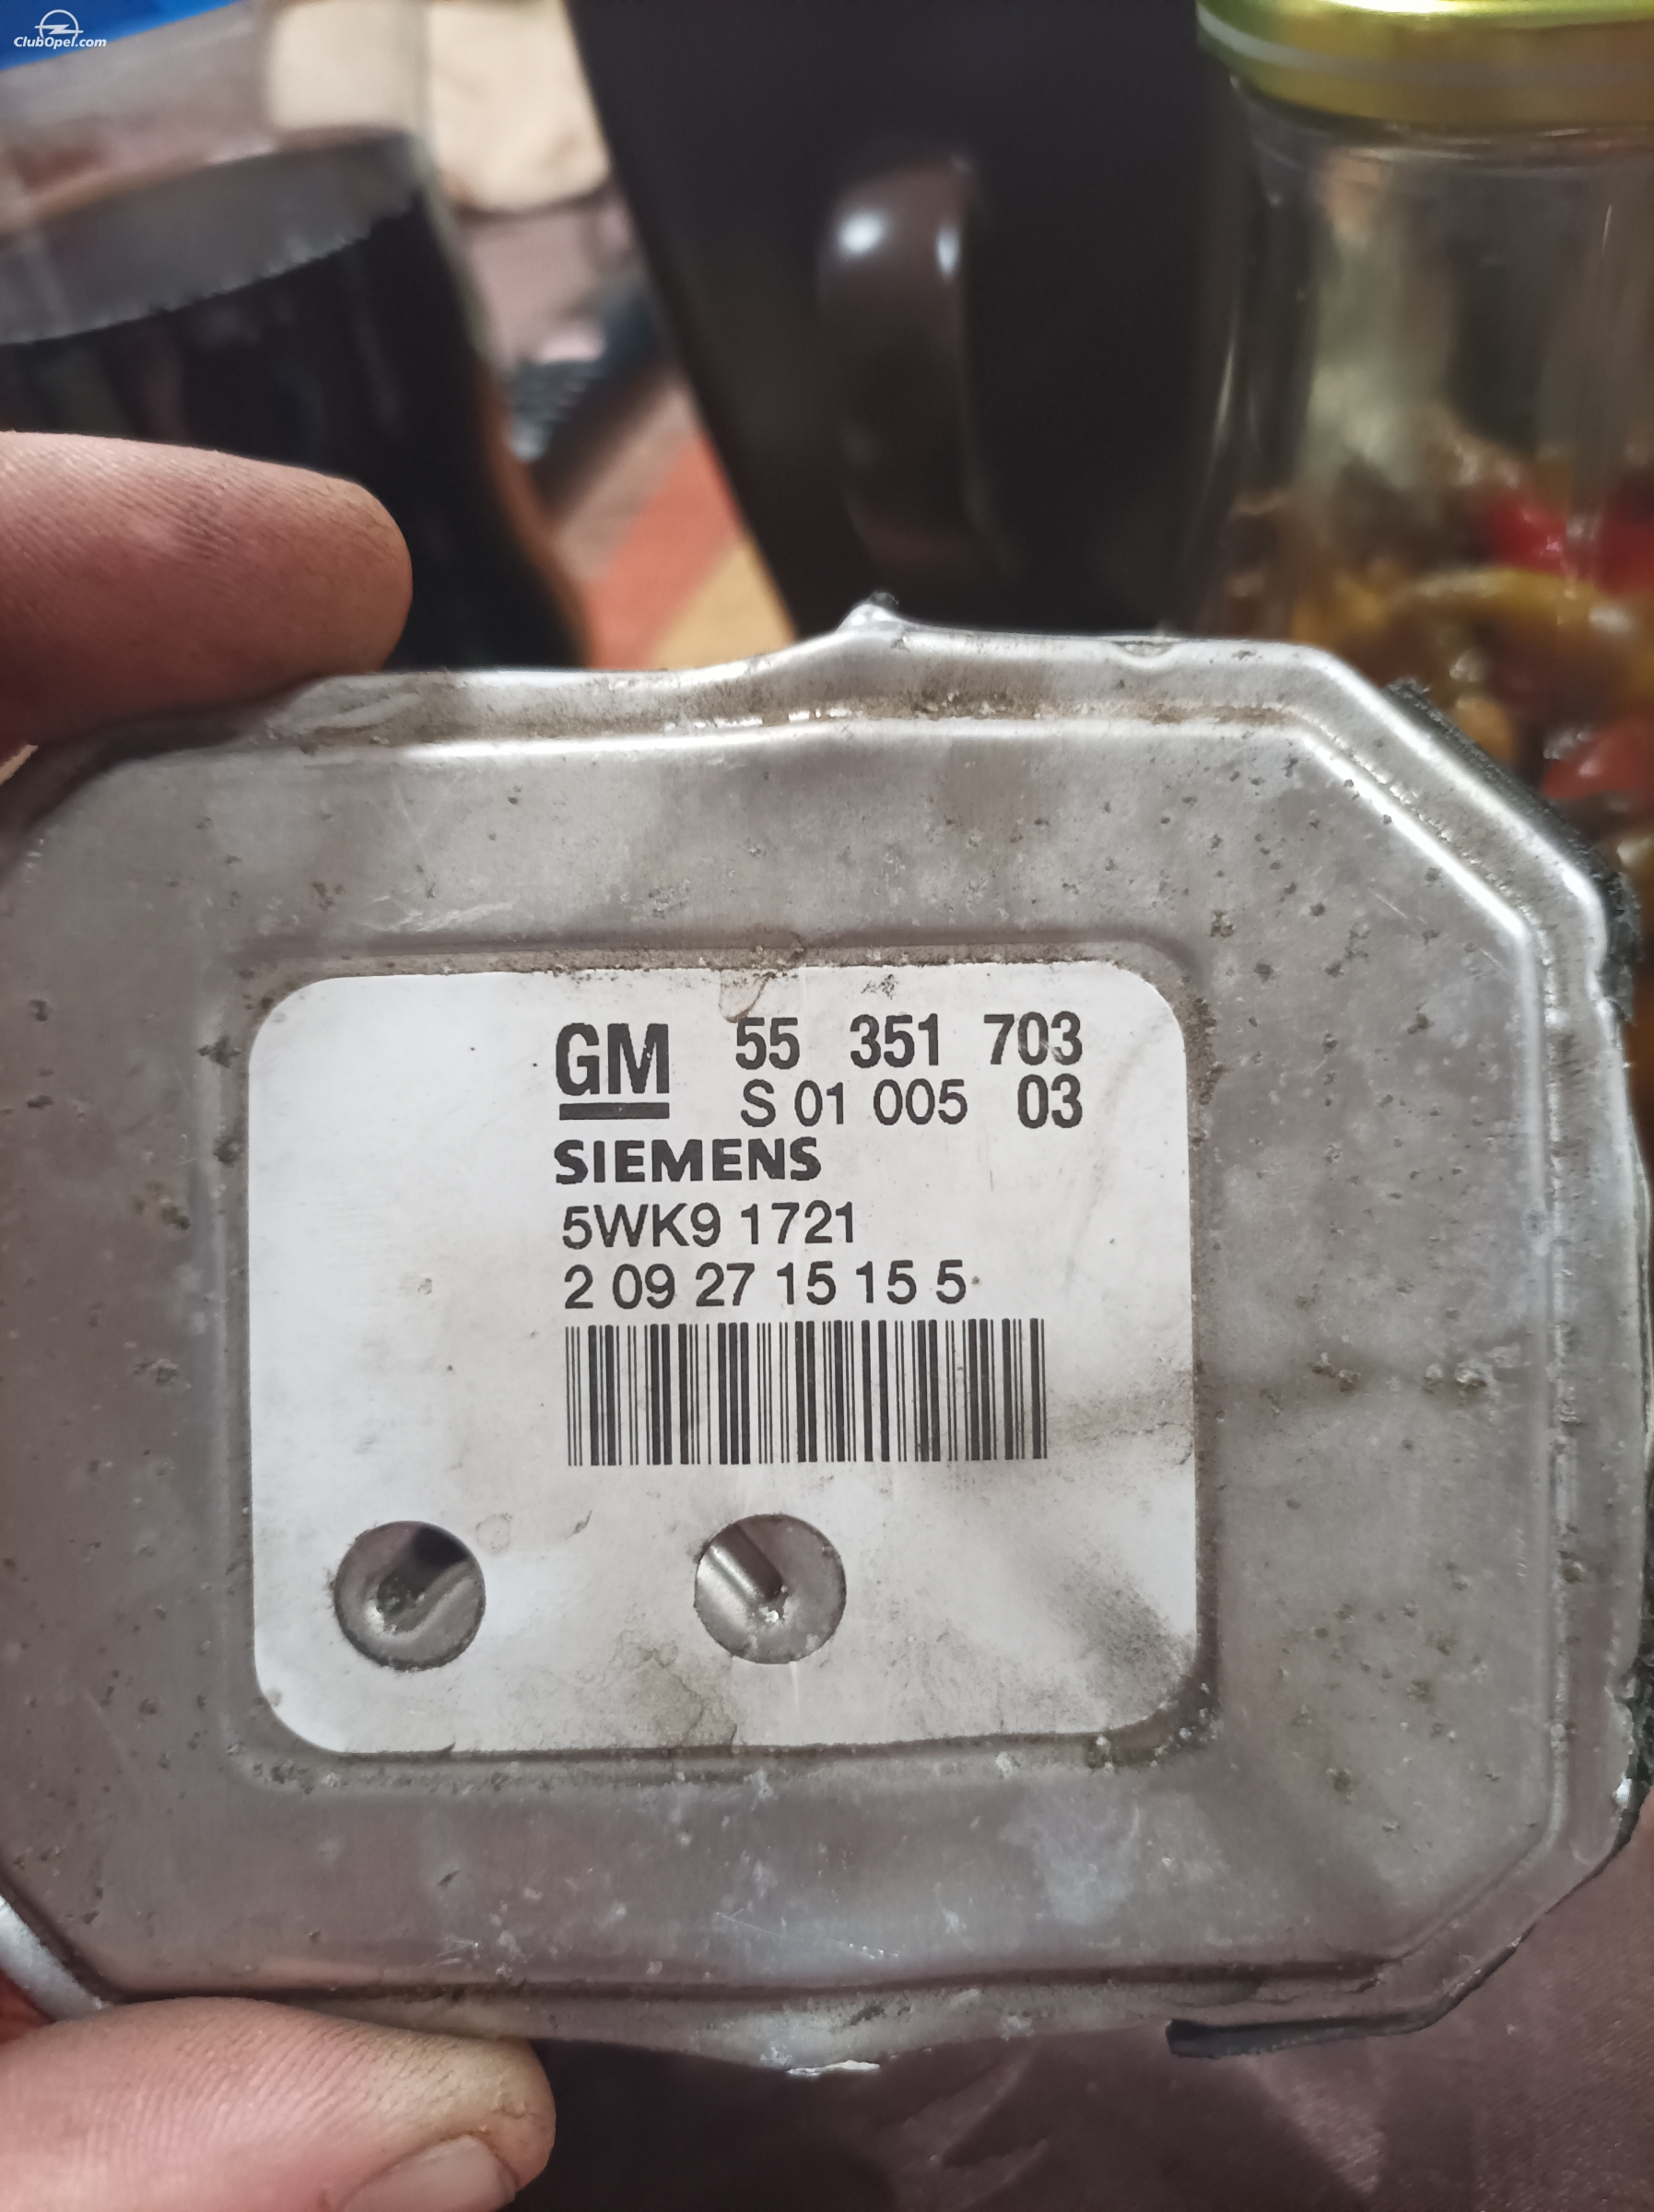 ClubOpel.com
GM 55 351 703
S 01 005 03
SIEMENS
5WK9 1721
2 09 27 15 15 5